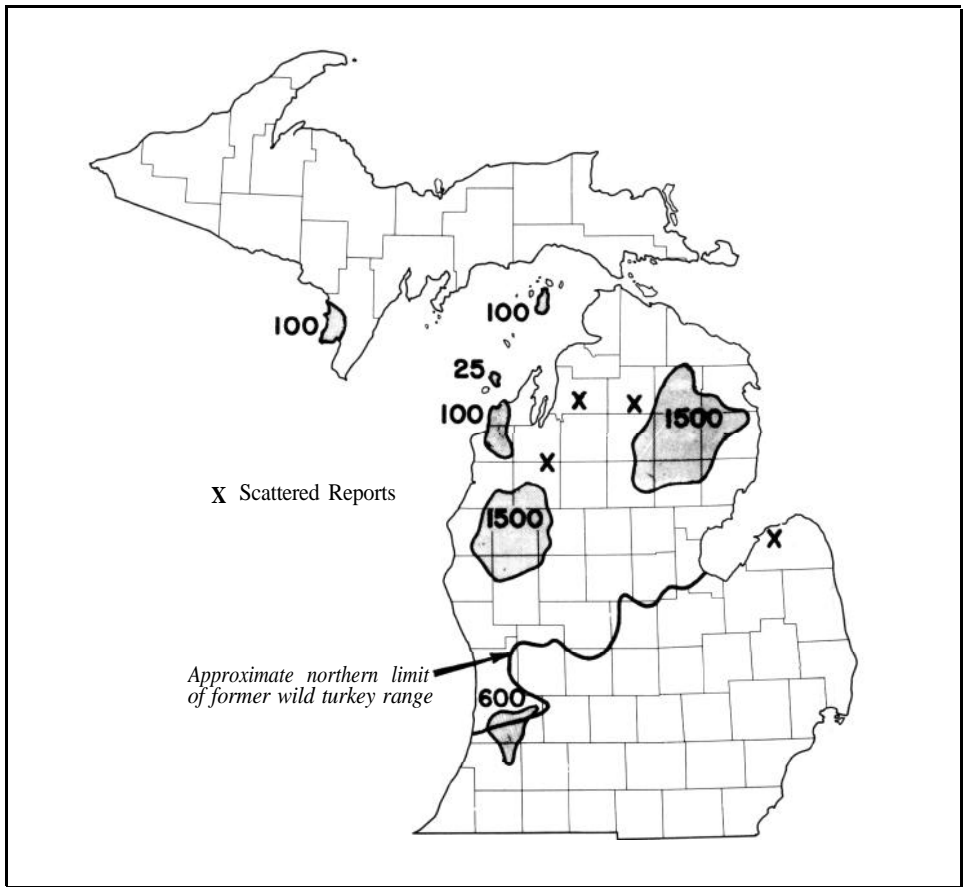 100
100
25
100
X
X
1500
X
X Scattered Reports
1500
X
Approximate northern limit
of former wild turkey range
600